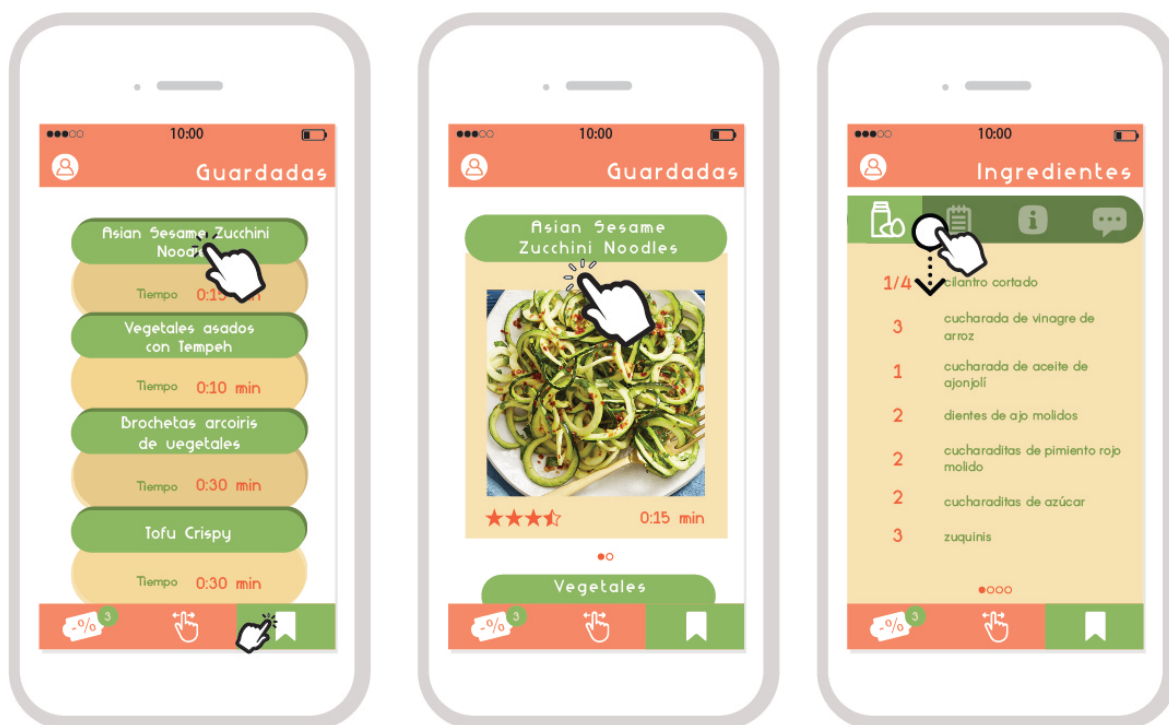 10:00
Guardadas
Asian Sesame Zucchini
Tiempo 0:15 min
Vegetales asados
con Tempeh
Tiempo 0:10 min
Brochetas arcoiris
de vegetales
Tiempo 0:30 min
Tofu Crispy
Tiempo 0:30 min
-% 3
10:00
Guardadas
Asian Sesame
Zucchini Noodles
0:15 min
Vegetales
-% 3
10:00
Ingredientes
1/4 cilantro cortado
3 cucharada de vinagre de
arroz
1 cucharada de aceite de
ajonjolí
2 dientes de ajo molidos
2 cucharaditas de pimiento rojo
molido
2 cucharaditas de azúcar
3 zuquinis
-% 3